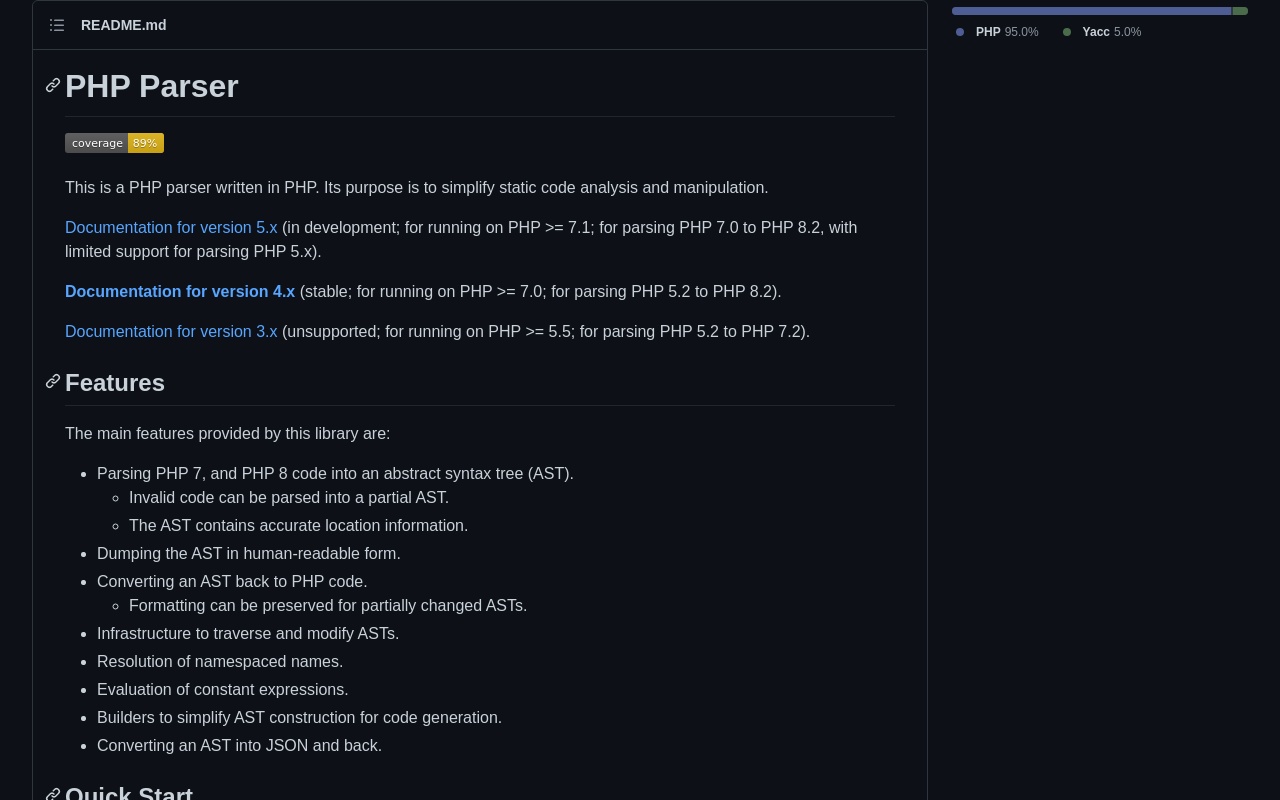 README.md
PHP 95.0%
Yacc 5.0%
PHP Parser
coverage 89%
This is a PHP parser written in PHP. Its purpose is to simplify static code analysis and manipulation.
Documentation for version 5.x (in development; for running on PHP >= 7.1; for parsing PHP 7.0 to PHP 8.2, with
limited support for parsing PHP 5.x).
Documentation for version 4.x (stable; for running on PHP >= 7.0; for parsing PHP 5.2 to PHP 8.2).
Documentation for version 3.x (unsupported; for running on PHP >= 5.5; for parsing PHP 5.2 to PHP 7.2).
Features
The main features provided by this library are:
Parsing PHP 7, and PHP 8 code into an abstract syntax tree (AST).
Invalid code can be parsed into a partial AST.
The AST contains accurate location information.
Dumping the AST in human-readable form.
Converting an AST back to PHP code.
Formatting can be preserved for partially changed ASTs.
Infrastructure to traverse and modify ASTs.
Resolution of namespaced names.
Evaluation of constant expressions.
Builders to simplify AST construction for code generation.
Converting an AST into JSON and back.
Quick Start